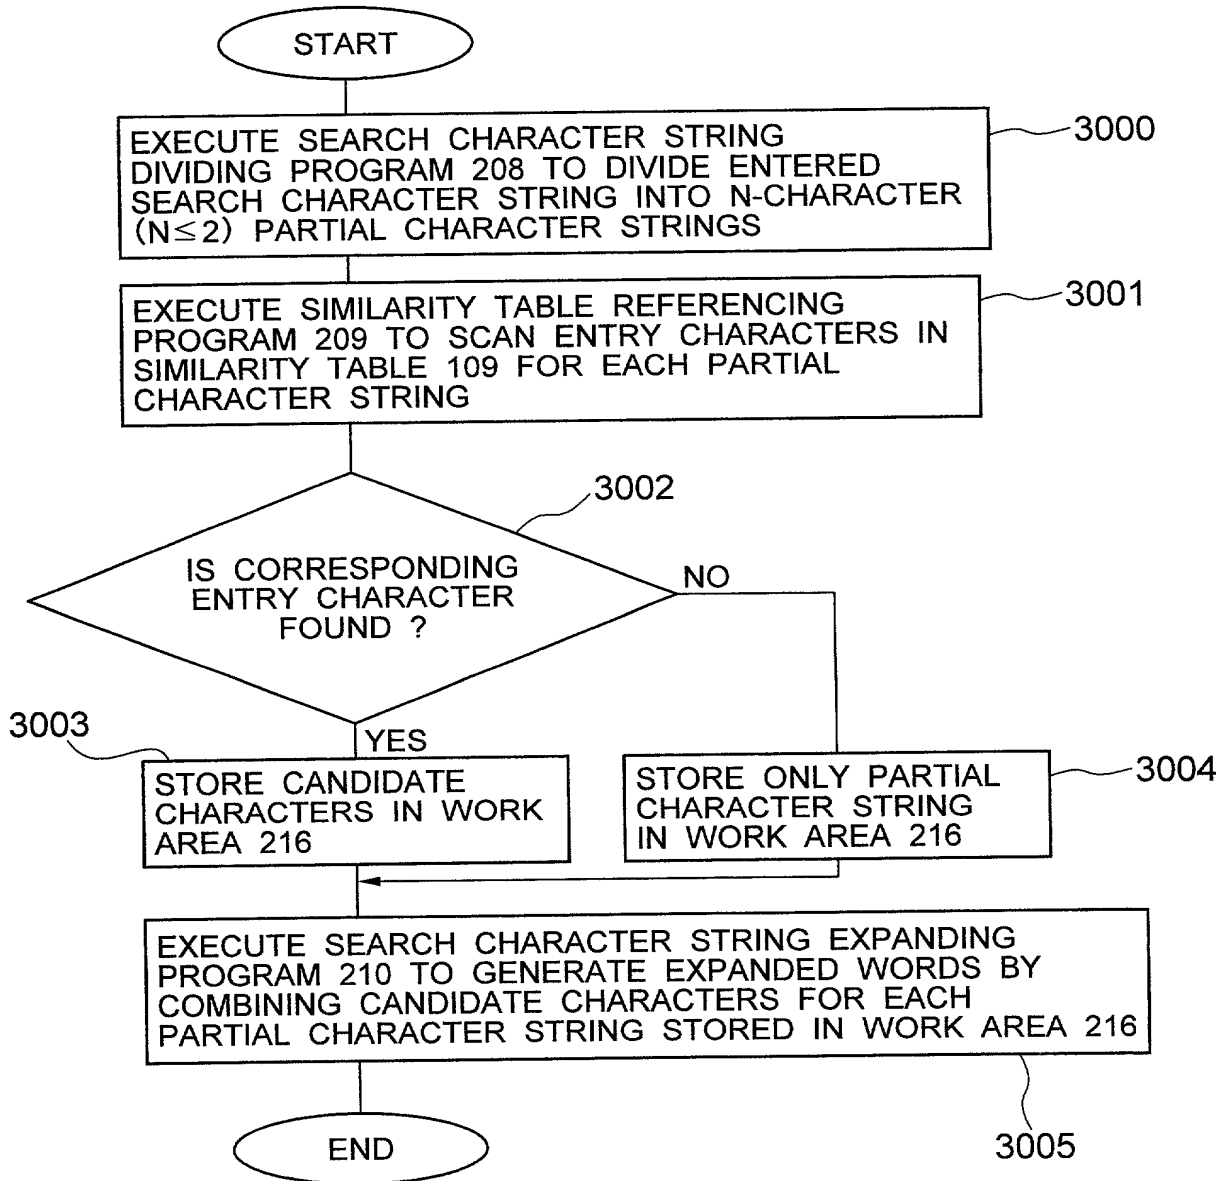 START
EXECUTE SEARCH CHARACTER STRING
DIVIDING PROGRAM 208 TO DIVIDE ENTERED
SEARCH CHARACTER STRING INTO N-CHARACTER
(N≦2) PARTIAL CHARACTER STRINGS
3000
EXECUTE SIMILARITY TABLE REFERENCING
PROGRAM 209 TO SCAN ENTRY CHARACTERS IN
SIMILARITY TABLE 109 FOR EACH PARTIAL
CHARACTER STRING
3001
3002
IS CORRESPONDING
ENTRY CHARACTER
FOUND ?
NO
YES
3003
STORE CANDIDATE
CHARACTERS IN WORK
AREA 216
STORE ONLY PARTIAL
CHARACTER STRING
IN WORK AREA 216
3004
EXECUTE SEARCH CHARACTER STRING EXPANDING
PROGRAM 210 TO GENERATE EXPANDED WORDS BY
COMBINING CANDIDATE CHARACTERS FOR EACH
PARTIAL CHARACTER STRING STORED IN WORK AREA 216
3005
END